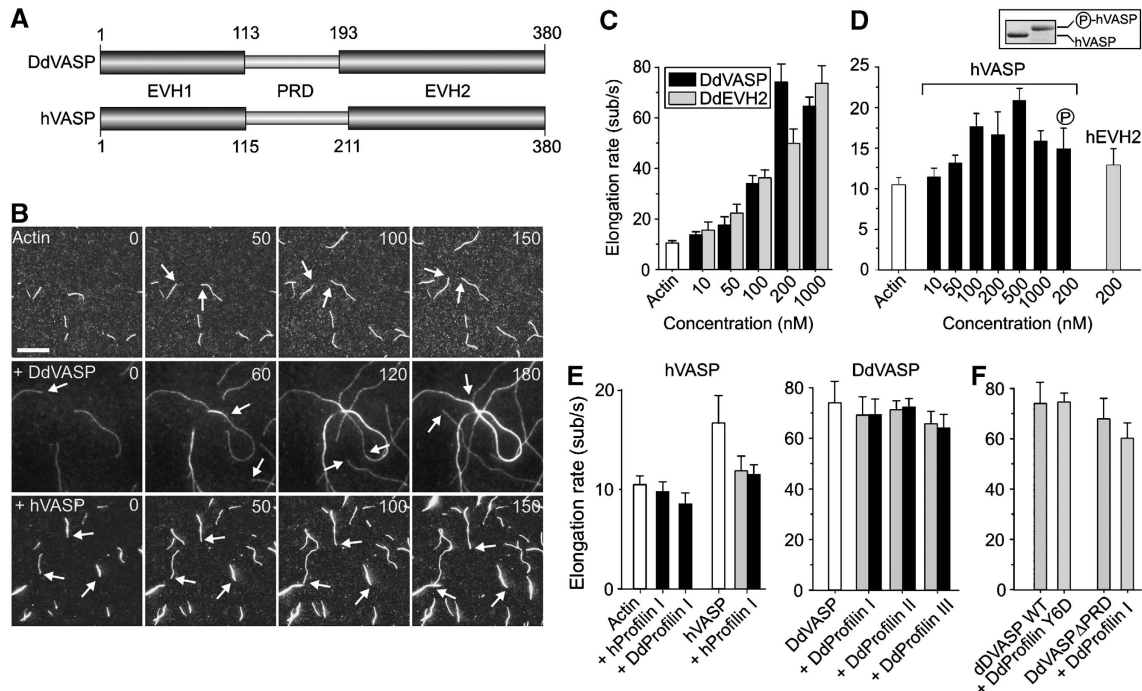 A
1 113 193 380
DdVASP
EVH1 PRD EVH2
hVASP
1 115 211 380
B
Actin 0 50 100 150
+ DdVASP 0 60 120 180
+ hVASP 0 50 100 150
C
Elongation rate (sub/s)
80
60
40
20
0
DdVASP
DdEVH2
Actin 10 50 100 200 1000
Concentration (nM)
D
P-hVASP
hVASP
25
20
15
10
5
0
hVASP
P
hEVH2
Actin 10 50 100 200 500 1000 200 200
Concentration (nM)
E
hVASP
Elongation rate (sub/s)
20
10
0
Actin
+ hProfilin I
+ DdProfilin I
hVASP
+ hProfilin I
DdVASP
80
60
40
20
0
DdVASP
+ DdProfilin I
+ DdProfilin II
+ DdProfilin III
F
80
60
40
20
0
dDVASP WT
+ DdProfilin Y6D
DdVASPΔPRD
+ DdProfilin I